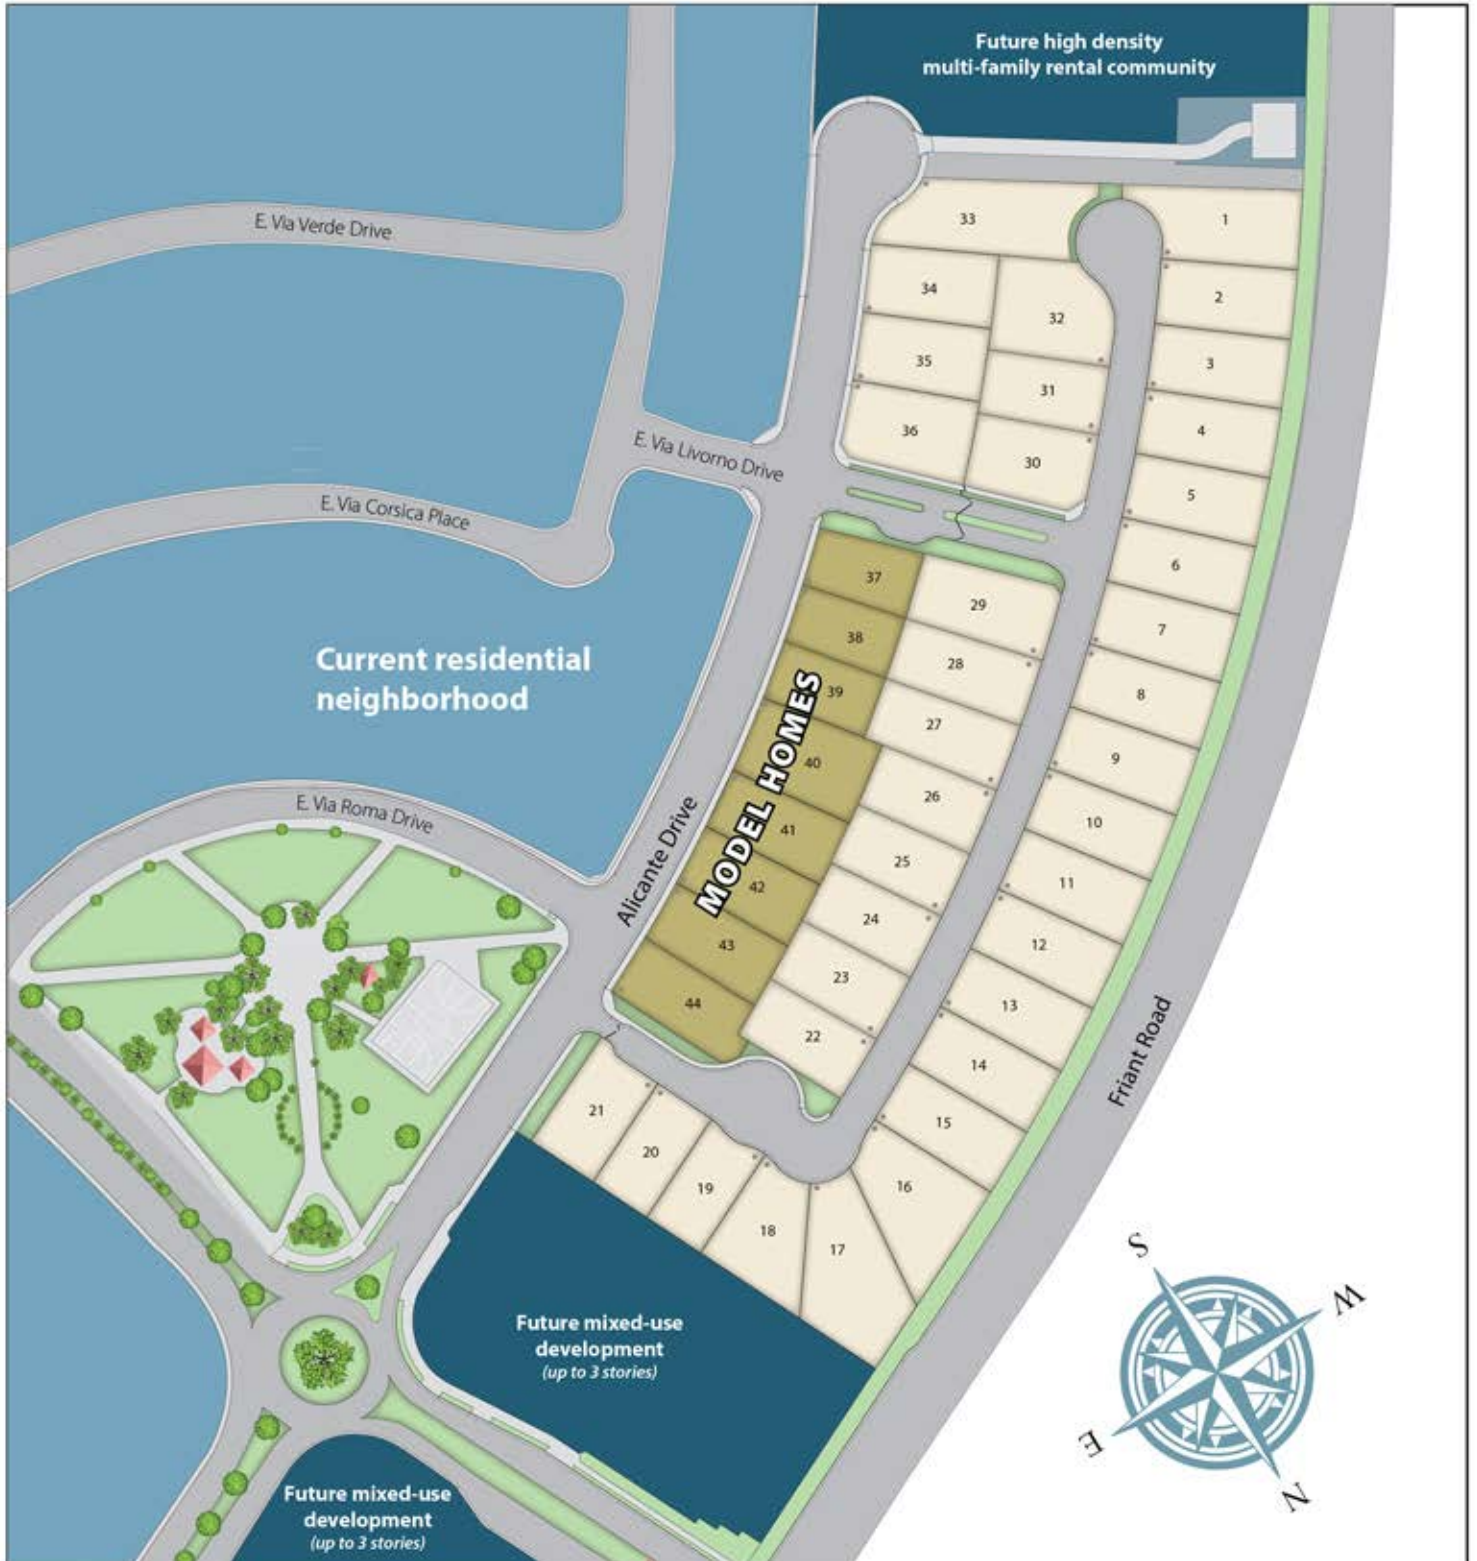 Future high density
multi-family rental community
E. Via Verde Drive
33
1
34
32
2
35
31
3
36
30
4
E. Via Livorno Drive
E. Via Corsica Place
5
6
37
29
7
38
28
Current residential
neighborhood
8
39
27
9
40
26
10
41
25
11
42
24
12
43
23
13
44
22
14
MODEL HOMES
E. Via Roma Drive
Alicante Drive
Friant Road
21
15
20
16
19
18
17
Future mixed-use
development
(up to 3 stories)
Future mixed-use
development
(up to 3 stories)
S
W
E
N